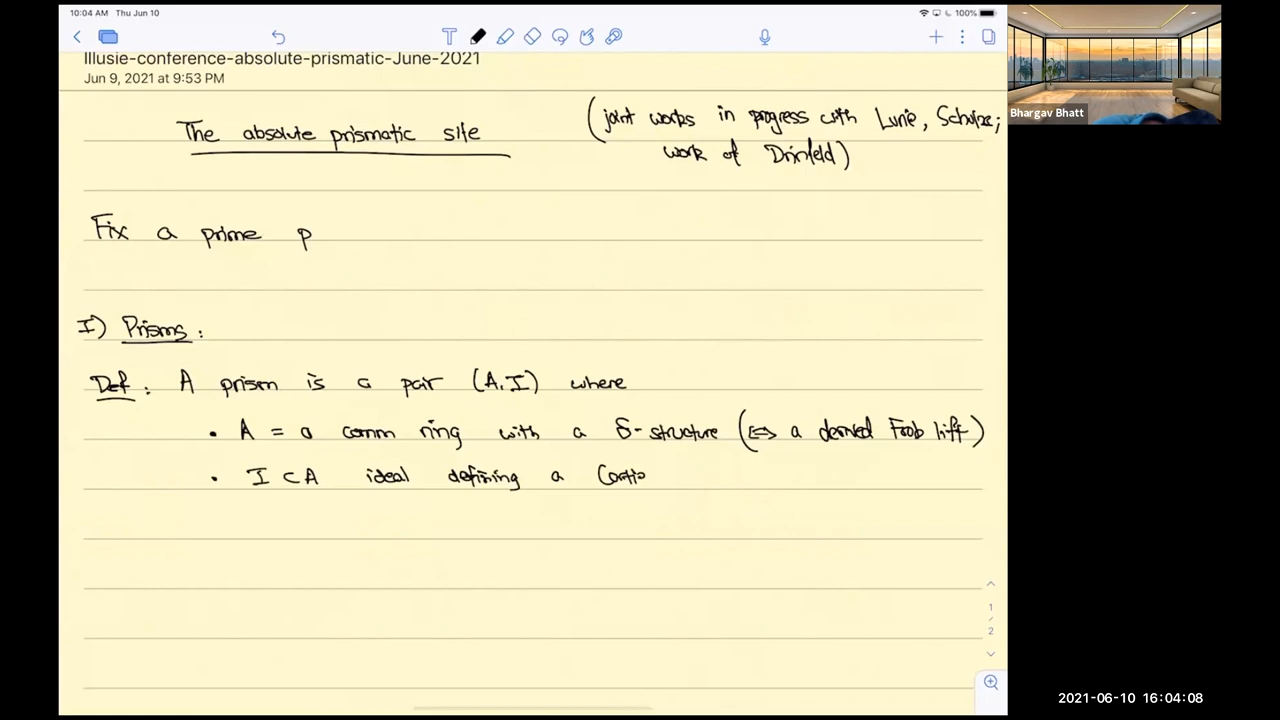 10:04 AM Thu Jun 10
100%
Illusie-conference-absolute-prismatic-June-2021
Jun 9, 2021 at 9:53 PM
The absolute prismatic site
(joint works in progress with Lurie, Scholze;
work of Drinfeld)
Fix a prime p
I) Prisms:
Def: A prism is a pair (A,I) where
• A = a comm ring with a δ-structure (⇔ a derived Frob lift)
• I ⊂ A ideal defining a Cartie
1
/
2
Bhargav Bhatt
2021-06-10 16:04:08